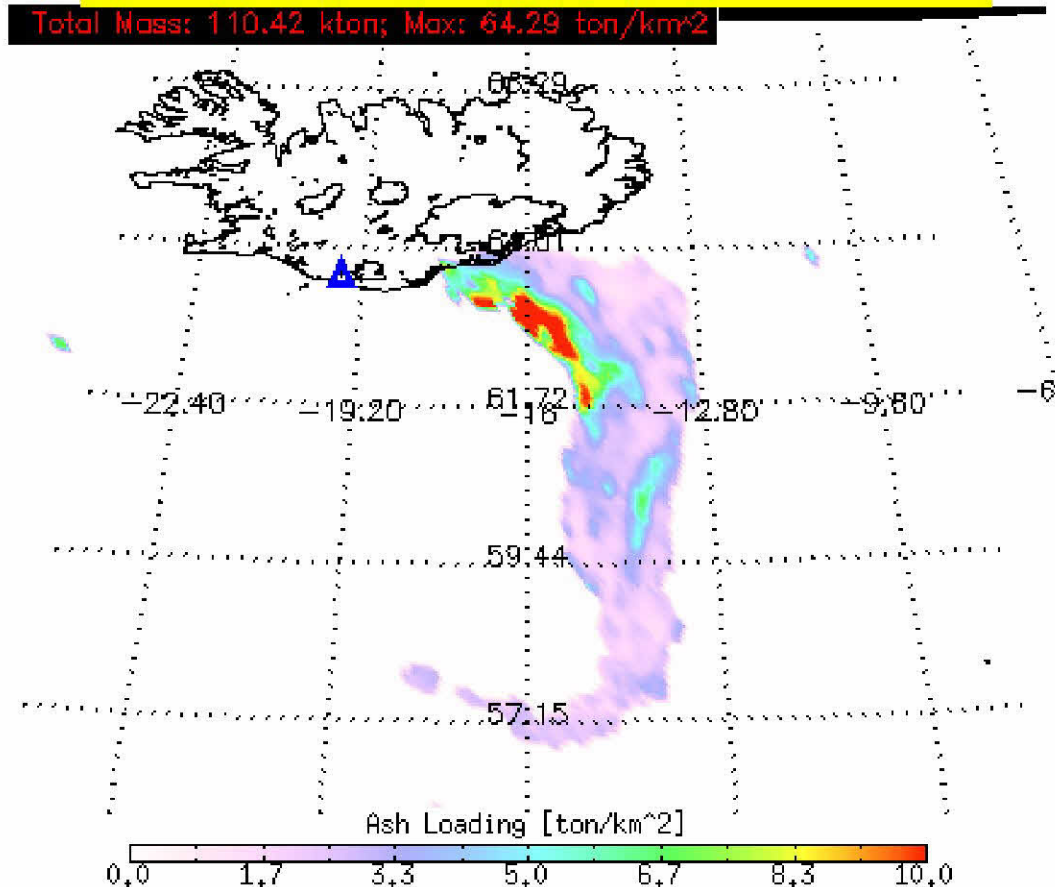 Total Mass: 110.42 kton; Max: 64.29 ton/km^2
66.29
61.72
-22.40 -19.20 -16 -12.80 -9.60 -6
59.44
57.15
Ash Loading [ton/km^2]
0.0 1.7 3.3 5.0 6.7 8.3 10.0